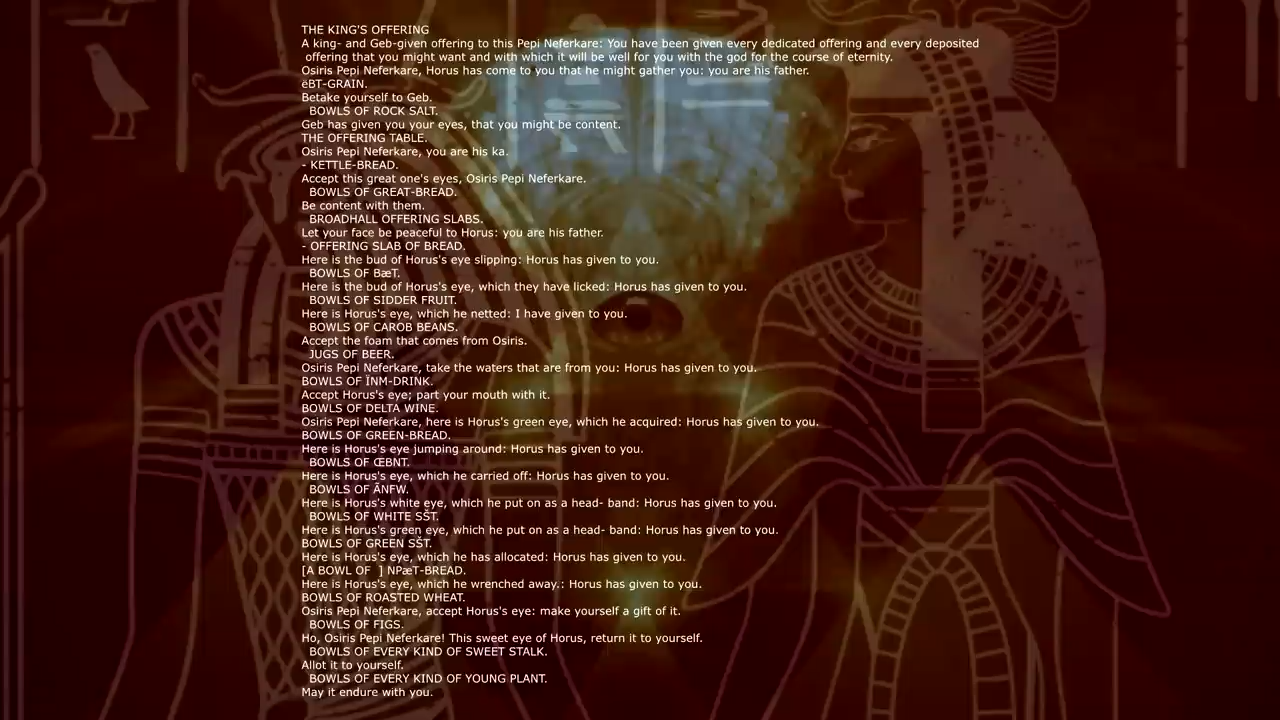 THE KING'S OFFERING
A king- and Geb-given offering to this Pepi Neferkare: You have been given every dedicated offering and every deposited
offering that you might want and with which it will be well for you with the god for the course of eternity.
Osiris Pepi Neferkare, Horus has come to you that he might gather you: you are his father.
ëBT-GRAIN.
Betake yourself to Geb.
BOWLS OF ROCK SALT.
Geb has given you your eyes, that you might be content.
THE OFFERING TABLE.
Osiris Pepi Neferkare, you are his ka.
- KETTLE-BREAD.
Accept this great one's eyes, Osiris Pepi Neferkare.
BOWLS OF GREAT-BREAD.
Be content with them.
BROADHALL OFFERING SLABS.
Let your face be peaceful to Horus: you are his father.
- OFFERING SLAB OF BREAD.
Here is the bud of Horus's eye slipping: Horus has given to you.
BOWLS OF BæT.
Here is the bud of Horus's eye, which they have licked: Horus has given to you.
BOWLS OF SIDDER FRUIT.
Here is Horus's eye, which he netted: I have given to you.
BOWLS OF CAROB BEANS.
Accept the foam that comes from Osiris.
JUGS OF BEER.
Osiris Pepi Neferkare, take the waters that are from you: Horus has given to you.
BOWLS OF ÏNM-DRINK.
Accept Horus's eye; part your mouth with it.
BOWLS OF DELTA WINE.
Osiris Pepi Neferkare, here is Horus's green eye, which he acquired: Horus has given to you.
BOWLS OF GREEN-BREAD.
Here is Horus's eye jumping around: Horus has given to you.
BOWLS OF ŒBNT.
Here is Horus's eye, which he carried off: Horus has given to you.
BOWLS OF ÃNFW.
Here is Horus's white eye, which he put on as a head- band: Horus has given to you.
BOWLS OF WHITE SŠT.
Here is Horus's green eye, which he put on as a head- band: Horus has given to you.
BOWLS OF GREEN SŠT.
Here is Horus's eye, which he has allocated: Horus has given to you.
[A BOWL OF  ] NPæT-BREAD.
Here is Horus's eye, which he wrenched away.: Horus has given to you.
BOWLS OF ROASTED WHEAT.
Osiris Pepi Neferkare, accept Horus's eye: make yourself a gift of it.
BOWLS OF FIGS.
Ho, Osiris Pepi Neferkare! This sweet eye of Horus, return it to yourself.
BOWLS OF EVERY KIND OF SWEET STALK.
Allot it to yourself.
BOWLS OF EVERY KIND OF YOUNG PLANT.
May it endure with you.